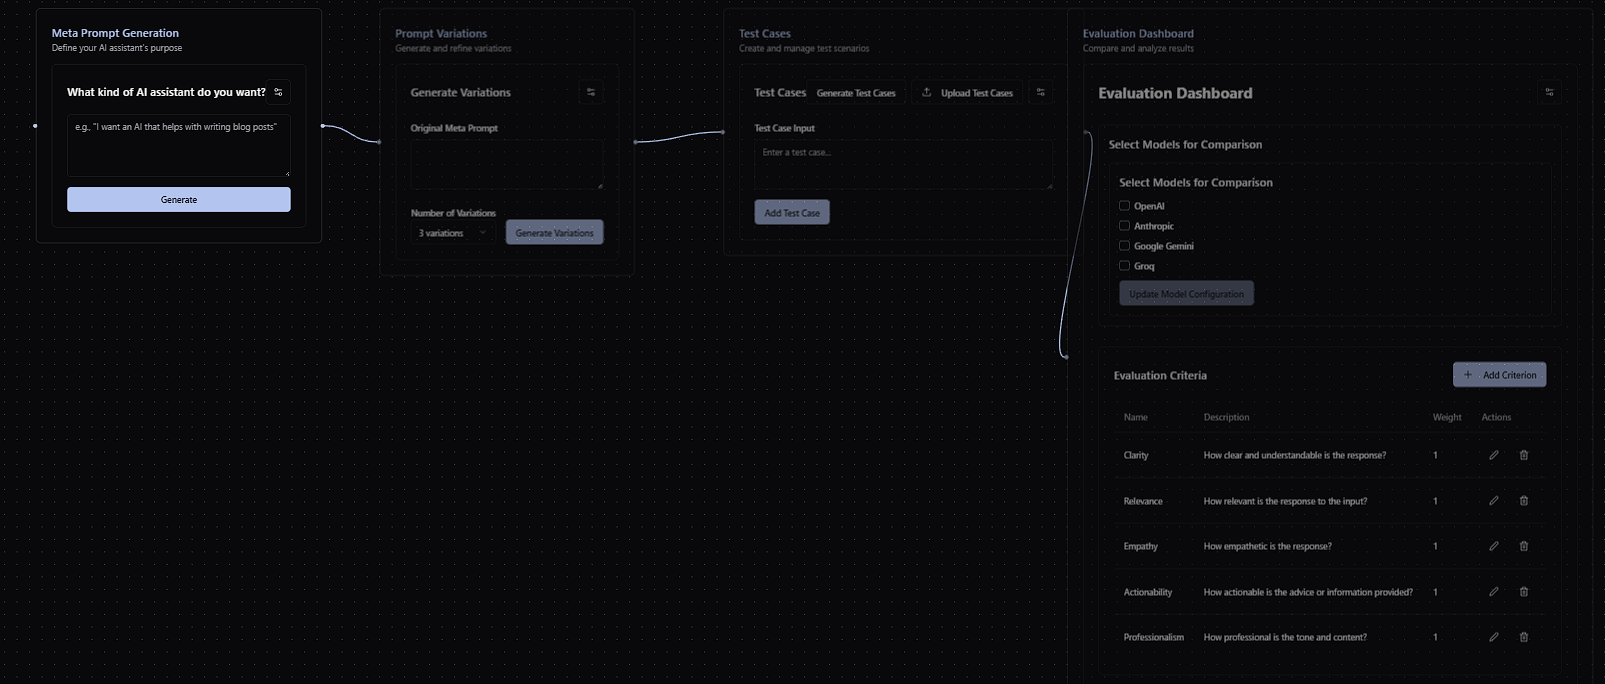 Meta Prompt Generation
Define your AI assistant's purpose
What kind of AI assistant do you want?
e.g., "I want an AI that helps with writing blog posts"
Generate
Prompt Variations
Generate and refine variations
Generate Variations
Original Meta Prompt
Number of Variations
3 variations
Generate Variations
Test Cases
Create and manage test scenarios
Test Cases
Generate Test Cases
Upload Test Cases
Test Case Input
Enter a test case...
Add Test Case
Evaluation Dashboard
Compare and analyze results
Evaluation Dashboard
Select Models for Comparison
Select Models for Comparison
OpenAI
Anthropic
Google Gemini
Groq
Update Model Configuration
Evaluation Criteria
+ Add Criterion
Name Description Weight Actions
Clarity How clear and understandable is the response? 1
Relevance How relevant is the response to the input? 1
Empathy How empathetic is the response? 1
Actionability How actionable is the advice or information provided? 1
Professionalism How professional is the tone and content? 1